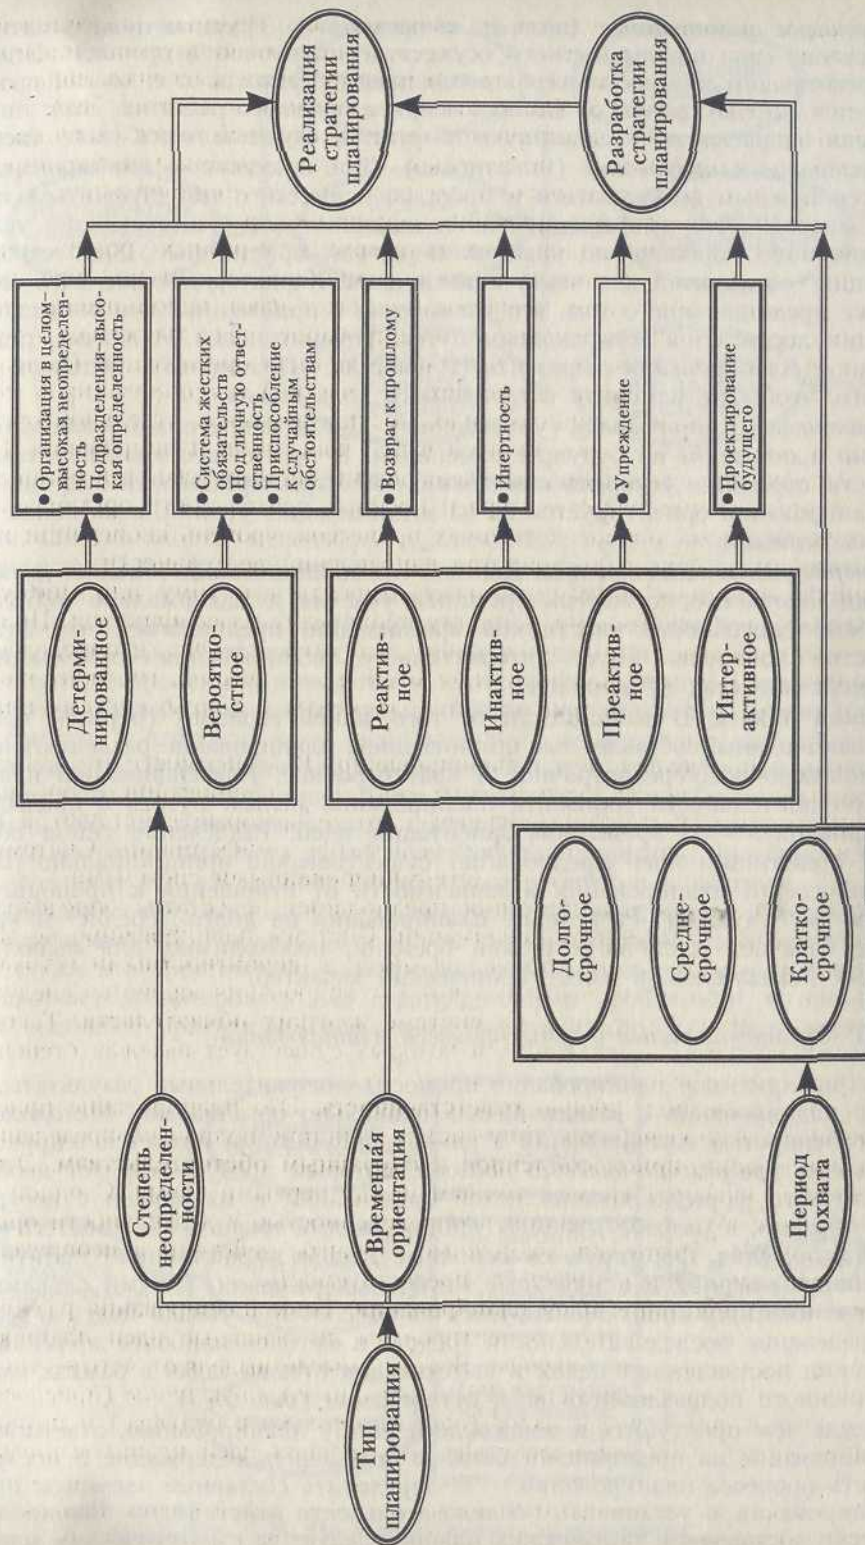 Тип
планирования
Степень
неопределен-
ности
Временная
ориентация
Период
охвата
Детерми-
нированное
Вероятно-
стное
Реактив-
ное
Инактив-
ное
Преактив-
ное
Интер-
активное
Долго-
срочное
Средне-
срочное
Кратко-
срочное
● Организация в целом–
высокая неопределен-
ность
● Подразделения–высо-
кая определенность
● Система жестких
обязательств
● Под личную ответ-
ственность
● Приспособление
к случайным
обстоятельствам
● Возврат к прошлому
● Инертность
● Упреждение
● Проектирование
будущего
Реализация
стратегии
планирования
Разработка
стратегии
планирования